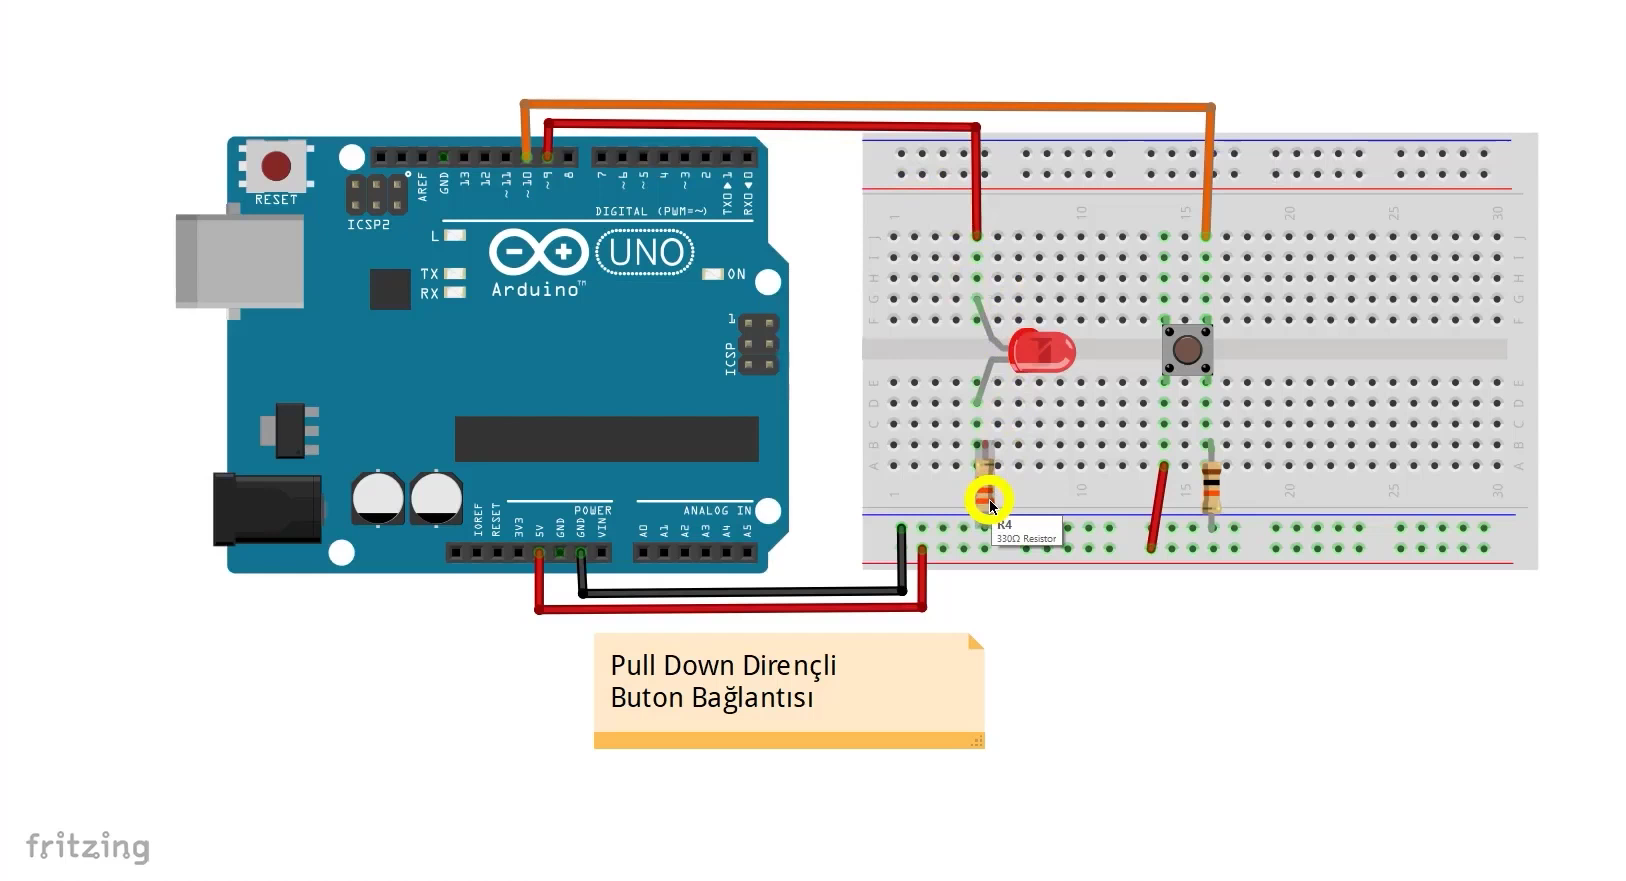 RESET
ICSP2
AREF
GND
13
12
~11
~10
~9
8
7
~6
~5
4
~3
2
TX0 1
RX0 0
DIGITAL (PWM=~)
L
TX
RX
UNO
Arduino™
ON
1
ICSP
IOREF
RESET
3V3
5V
GND
GND
VIN
POWER
ANALOG IN
A0
A1
A2
A3
A4
A5
1
10
15
20
25
30
J
I
H
G
F
E
D
C
B
A
J
I
H
G
F
E
D
C
B
A
1
10
15
20
25
30
R4
330Ω Resistor
Pull Down Dirençli
Buton Bağlantısı
fritzing